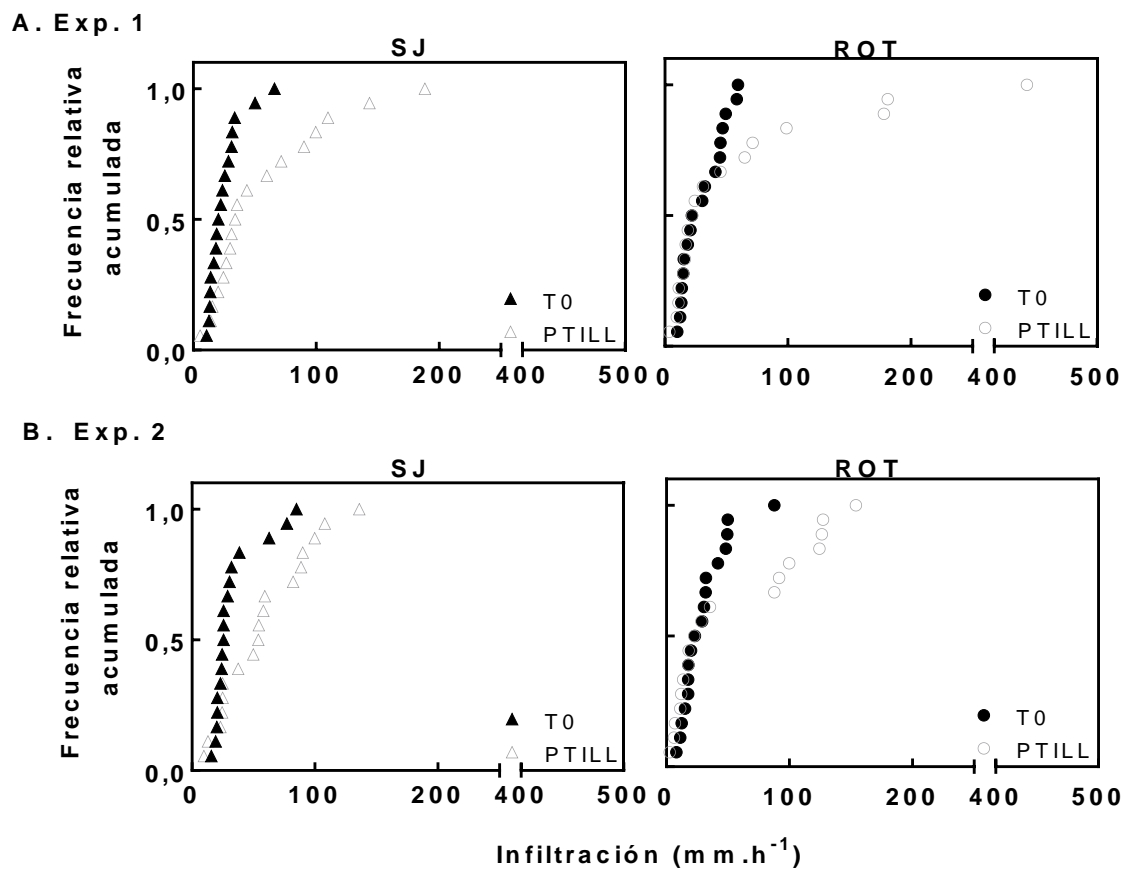 A. Exp. 1
SJ
ROT
Frecuencia relativa
acumulada
1,0
0,5
0,0
T0
PTILL
T0
PTILL
0 100 200 400 500
0 100 200 400 500
B. Exp. 2
SJ
ROT
Frecuencia relativa
acumulada
1,0
0,5
0,0
T0
PTILL
T0
PTILL
0 100 200 400 500
0 100 200 400 500
Infiltración (mm.h⁻¹)